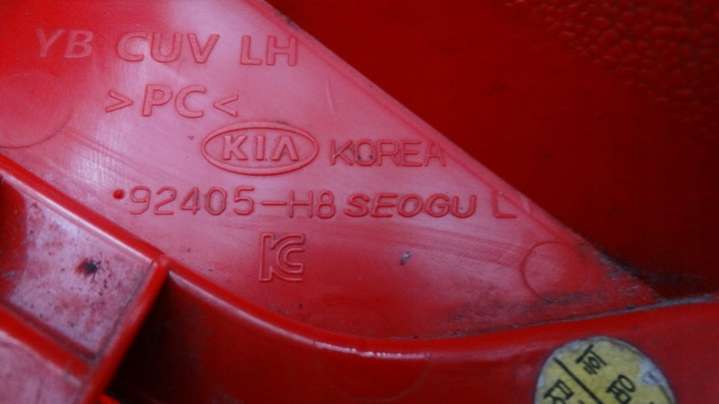 YB CUV LH
>PC<
KIA KOREA
92405-H8 SEOGU L
KC